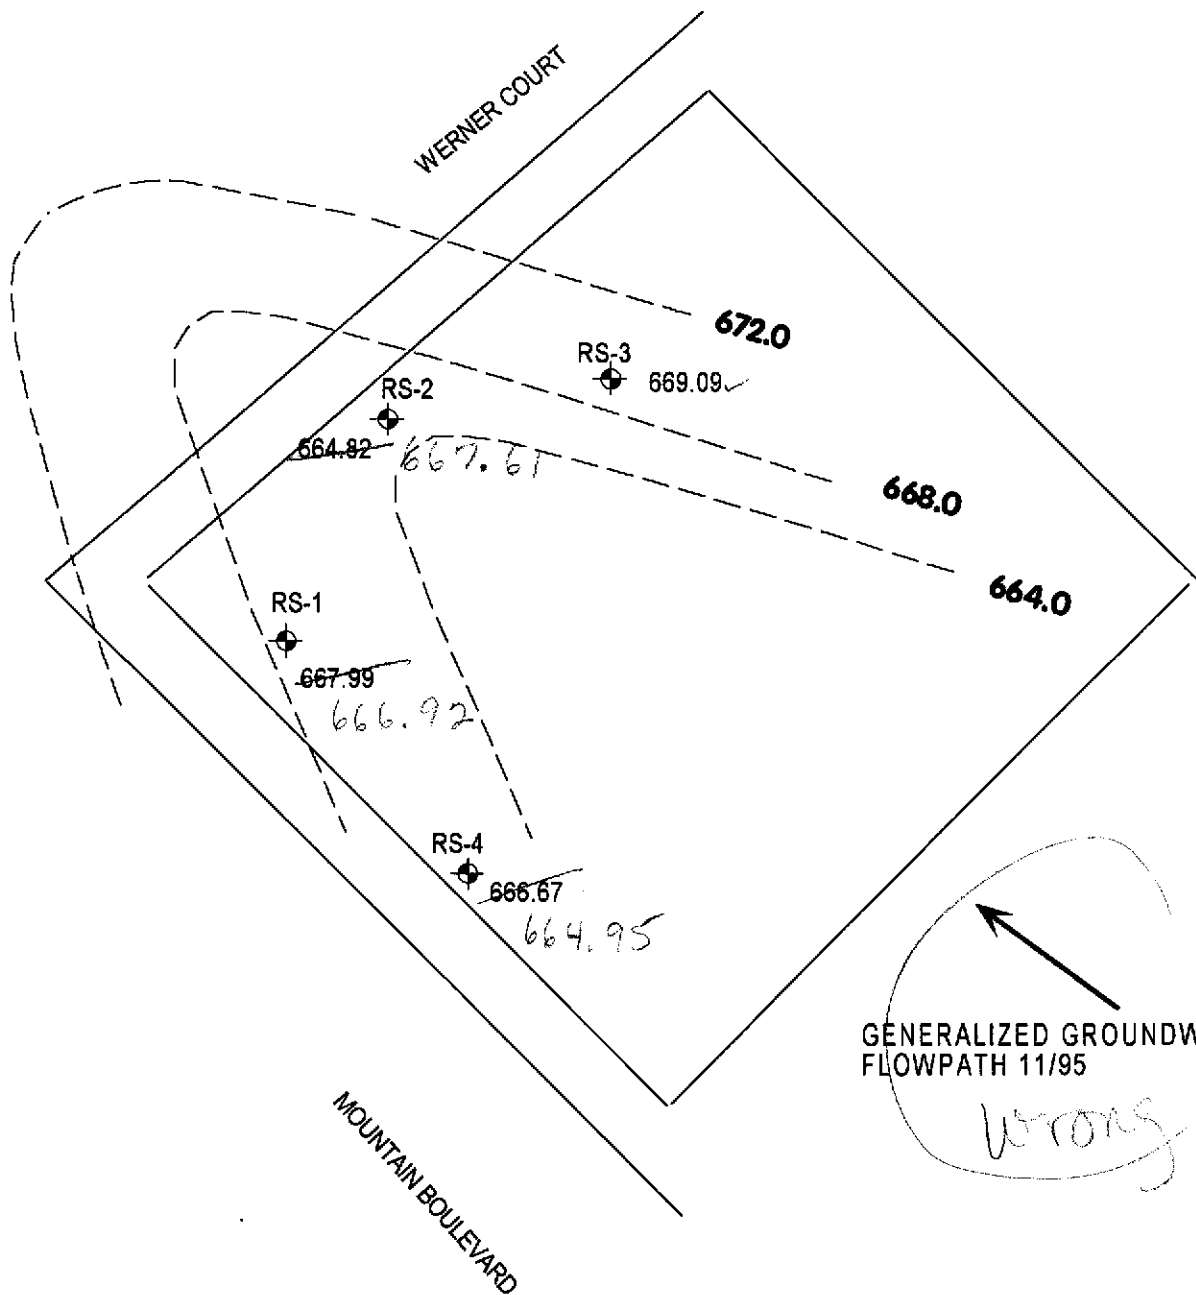 WERNER COURT
672.0
RS-3
669.09
RS-2
664.82 667.61
668.0
664.0
RS-1
667.99
666.92
RS-4
666.67
664.95
GENERALIZED GROUNDW
FLOWPATH 11/95
Wrong
MOUNTAIN BOULEVARD